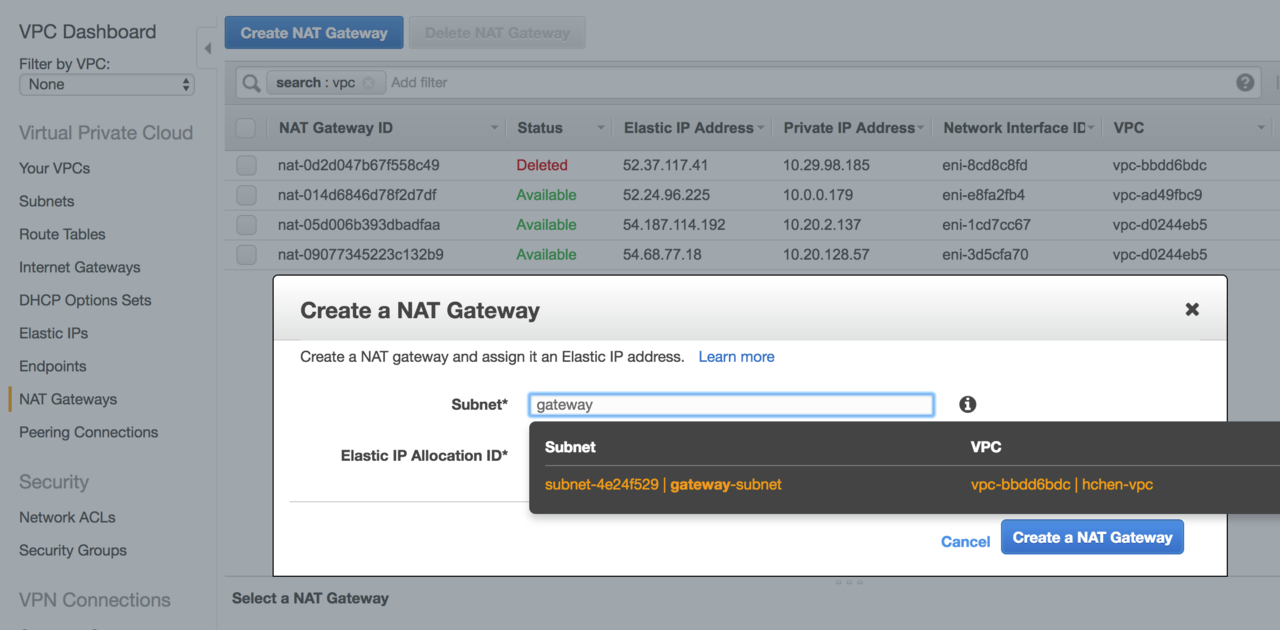 VPC Dashboard
Filter by VPC:
None
Virtual Private Cloud
Your VPCs
Subnets
Route Tables
Internet Gateways
DHCP Options Sets
Elastic IPs
Endpoints
NAT Gateways
Peering Connections
Security
Network ACLs
Security Groups
VPN Connections
Create NAT Gateway Delete NAT Gateway
search : vpc Add filter
NAT Gateway ID Status Elastic IP Address Private IP Address Network Interface ID VPC
nat-0d2d047b67f558c49 Deleted 52.37.117.41 10.29.98.185 eni-8cd8c8fd vpc-bbdd6bdc
nat-014d6846d78f2d7df Available 52.24.96.225 10.0.0.179 eni-e8fa2fb4 vpc-ad49fbc9
nat-05d006b393dbadfaa Available 54.187.114.192 10.20.2.137 eni-1cd7cc67 vpc-d0244eb5
nat-09077345223c132b9 Available 54.68.77.18 10.20.128.57 eni-3d5cfa70 vpc-d0244eb5
Create a NAT Gateway
Create a NAT gateway and assign it an Elastic IP address. Learn more
Subnet* gateway
Elastic IP Allocation ID*
Subnet VPC
subnet-4e24f529 | gateway-subnet vpc-bbdd6bdc | hchen-vpc
Cancel Create a NAT Gateway
Select a NAT Gateway